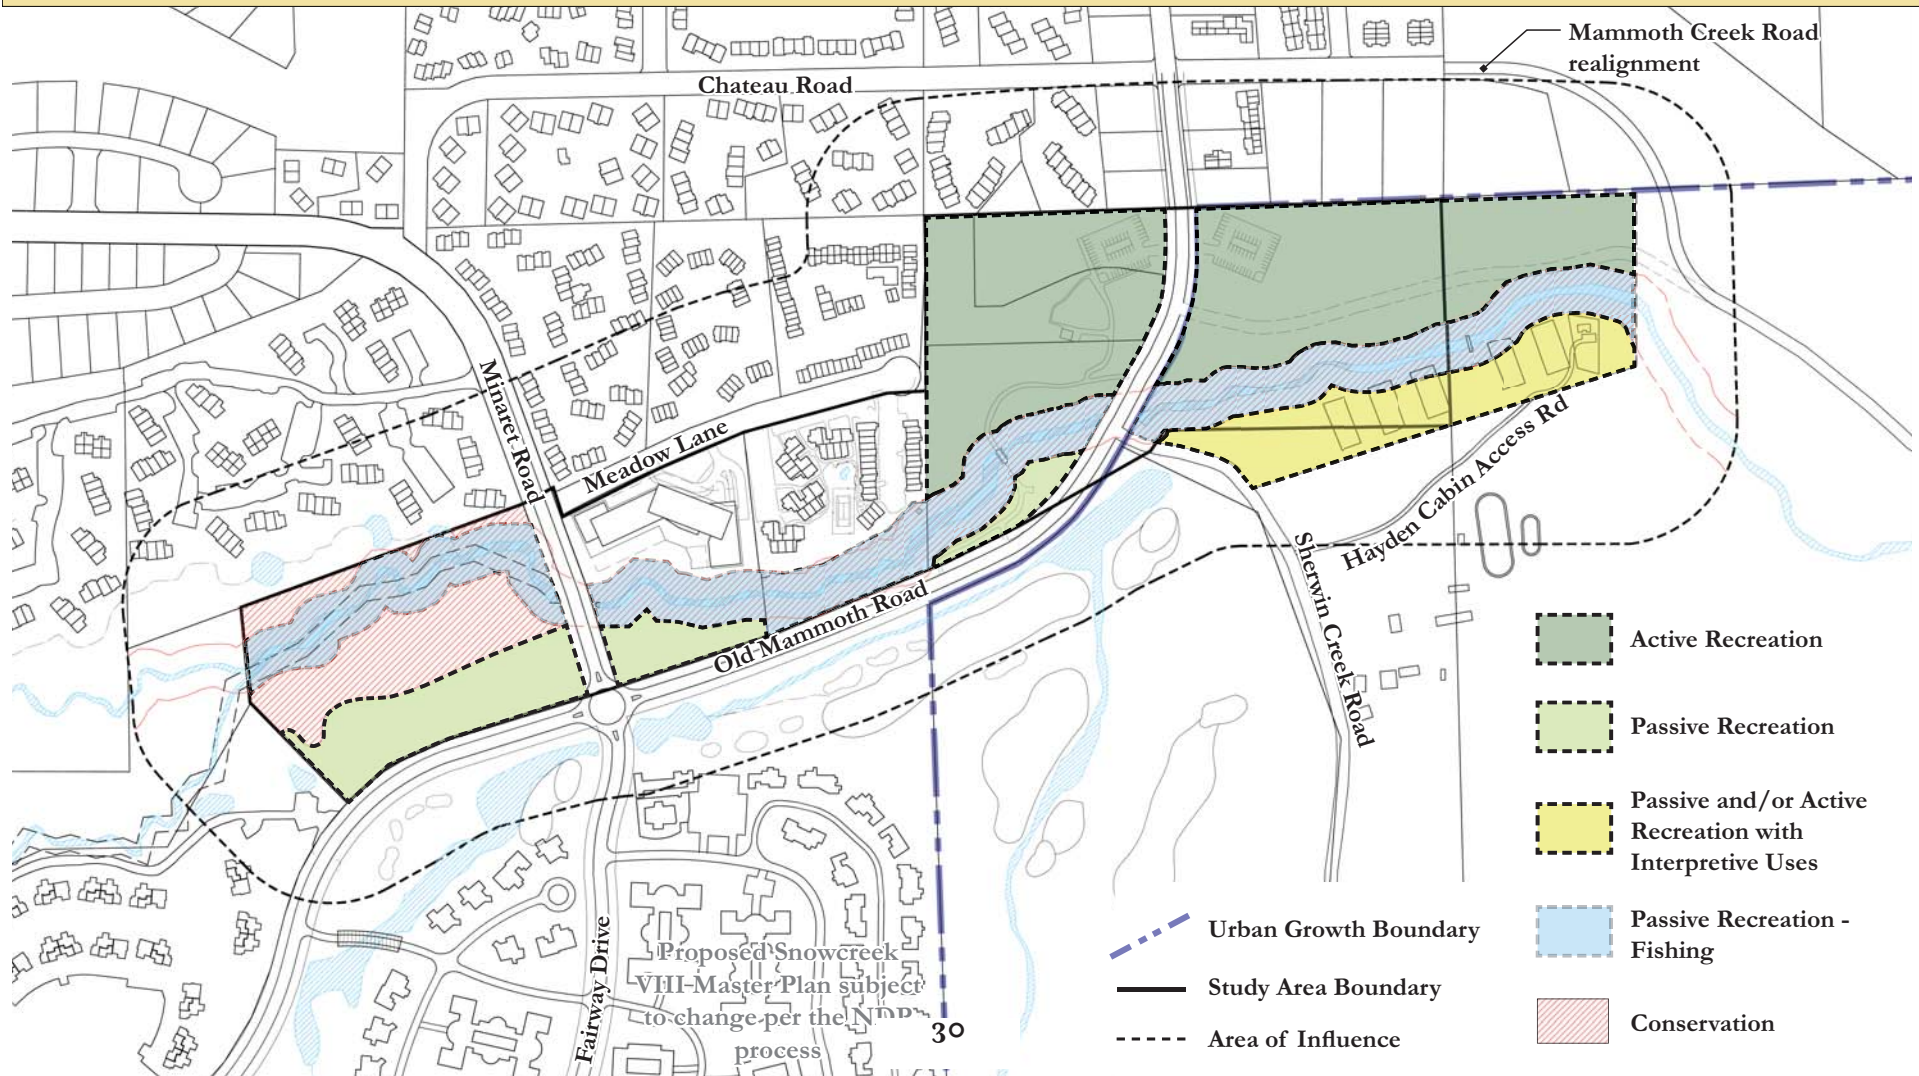 Mammoth Creek Road
realignment
Chateau Road
Minaret Road
Meadow Lane
Old Mammoth Road
Hayden Cabin Access Rd
Sherwin Creek Road
Fairway Drive
Proposed Snowcreek
VIII Master Plan subject
to change per the NDP
process
30
Active Recreation
Passive Recreation
Passive and/or Active
Recreation with
Interpretive Uses
Passive Recreation -
Fishing
Conservation
Urban Growth Boundary
Study Area Boundary
Area of Influence